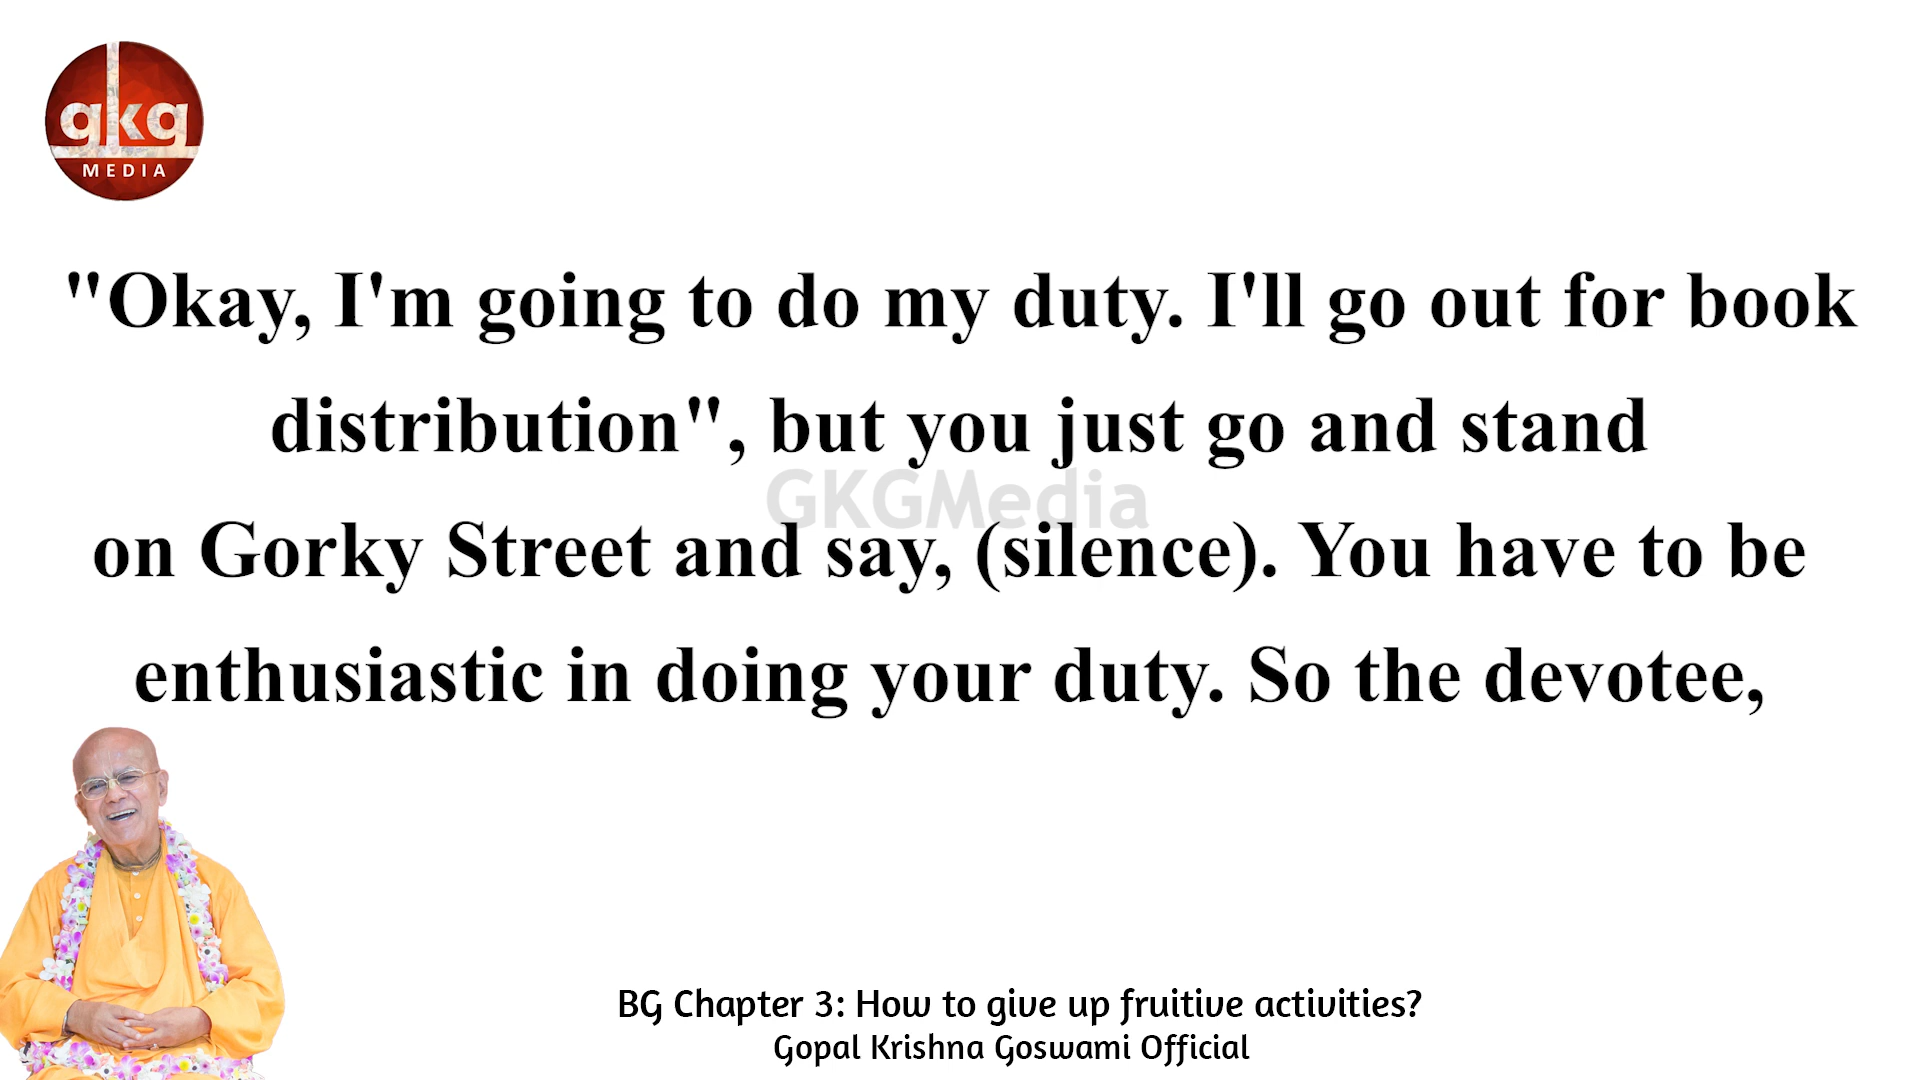 gkg
MEDIA
"Okay, I'm going to do my duty. I'll go out for book
distribution", but you just go and stand
GKGMedia
on Gorky Street and say, (silence). You have to be
enthusiastic in doing your duty. So the devotee,
BG Chapter 3: How to give up fruitive activities?
Gopal Krishna Goswami Official